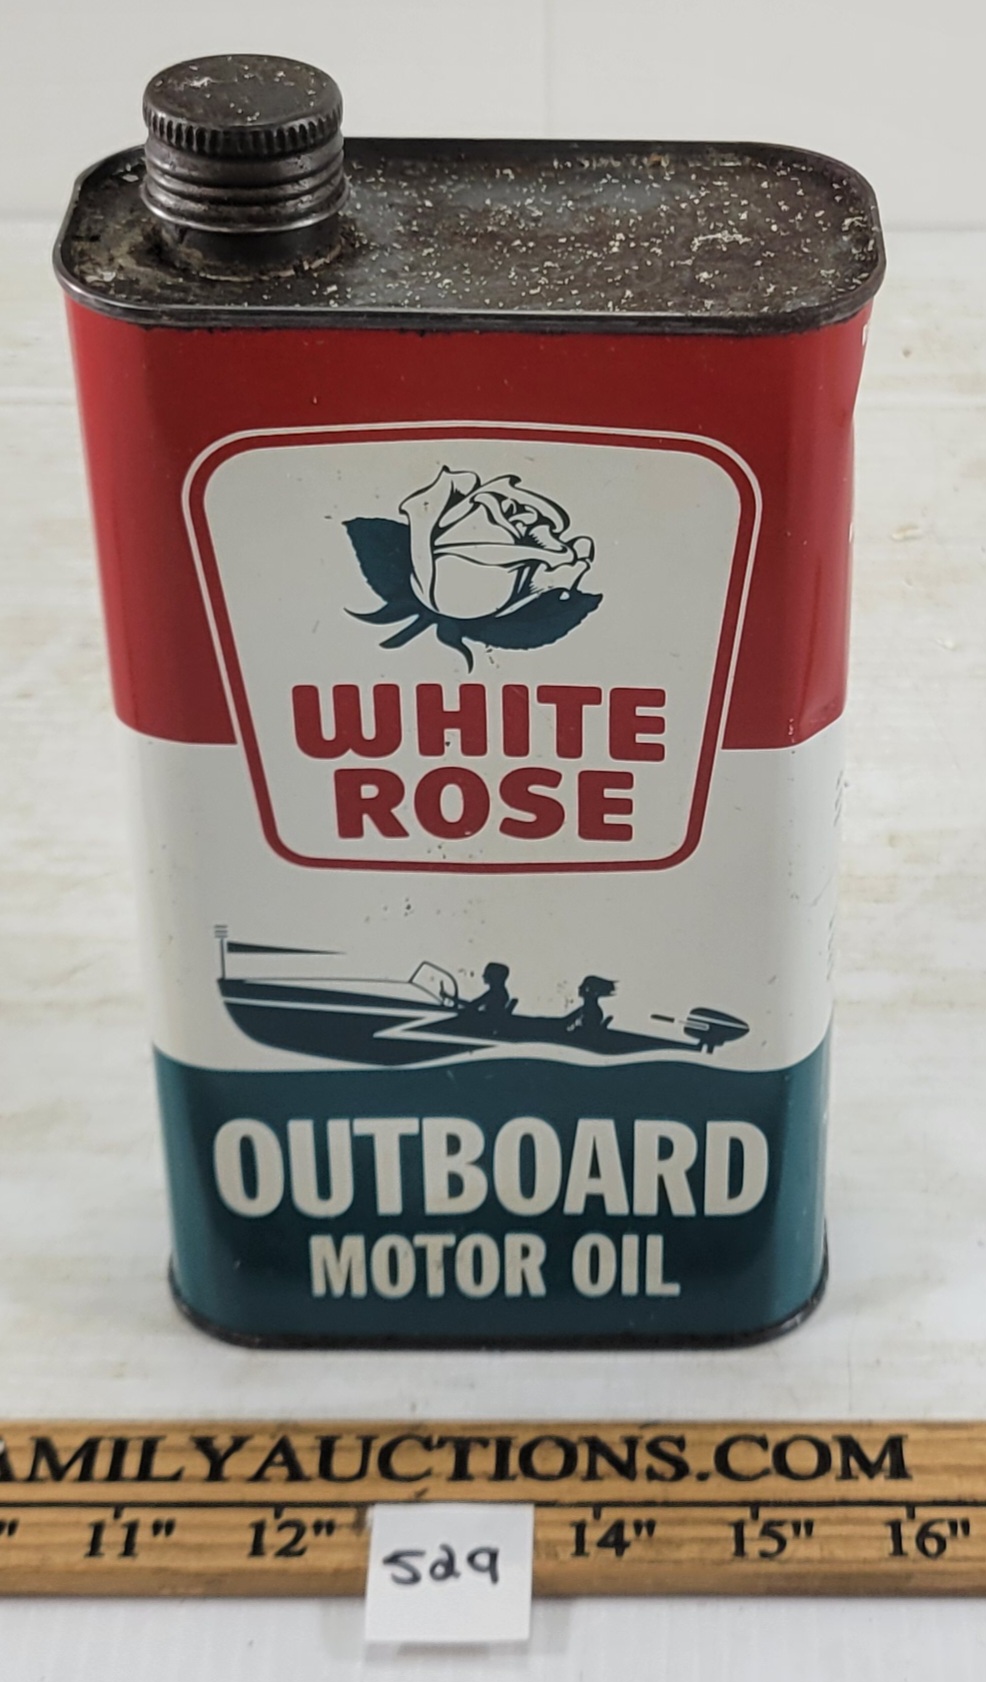 WHITE
ROSE
OUTBOARD
MOTOR OIL
AMILYAUCTIONS.COM
11" 12" 14" 15" 16"
529